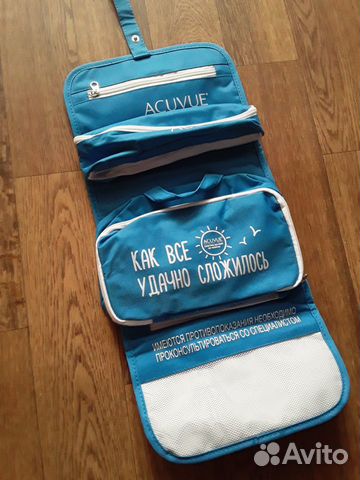 ACUVUE®
КАК ВСЕ
ACUVUE
УДАЧНО СЛОЖИЛОСЬ
ИМЕЮТСЯ ПРОТИВОПОКАЗАНИЯ НЕОБХОДИМО
ПРОКОНСУЛЬТИРОВАТЬСЯ СО СПЕЦИАЛИСТОМ
Avito